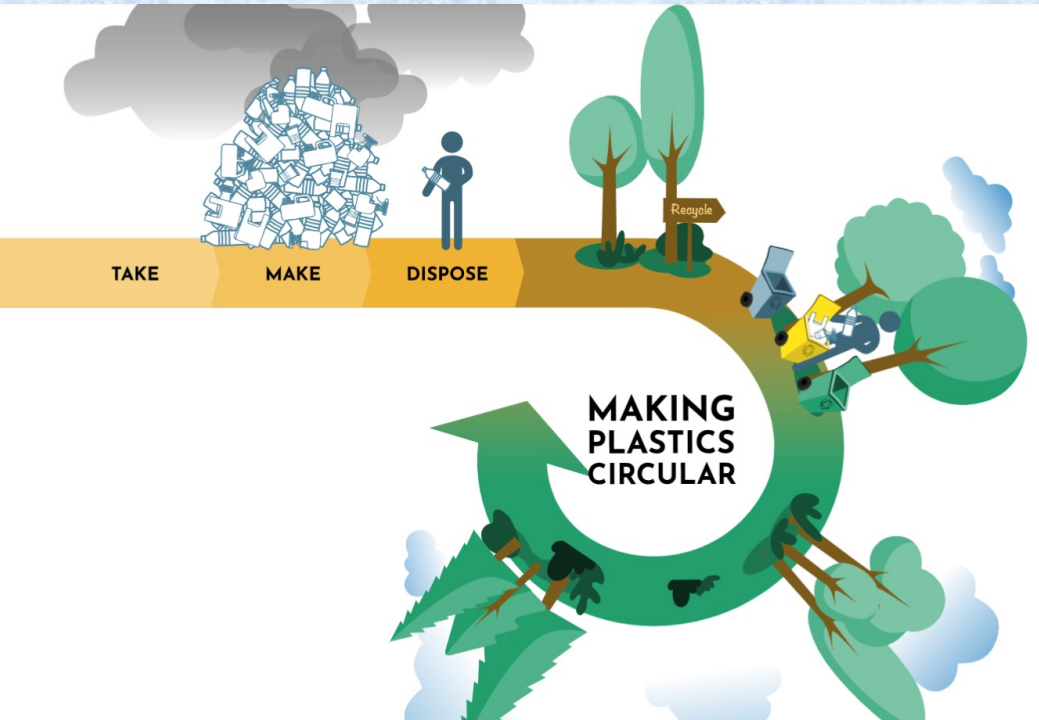 TAKE MAKE DISPOSE
Recycle
MAKING
PLASTICS
CIRCULAR